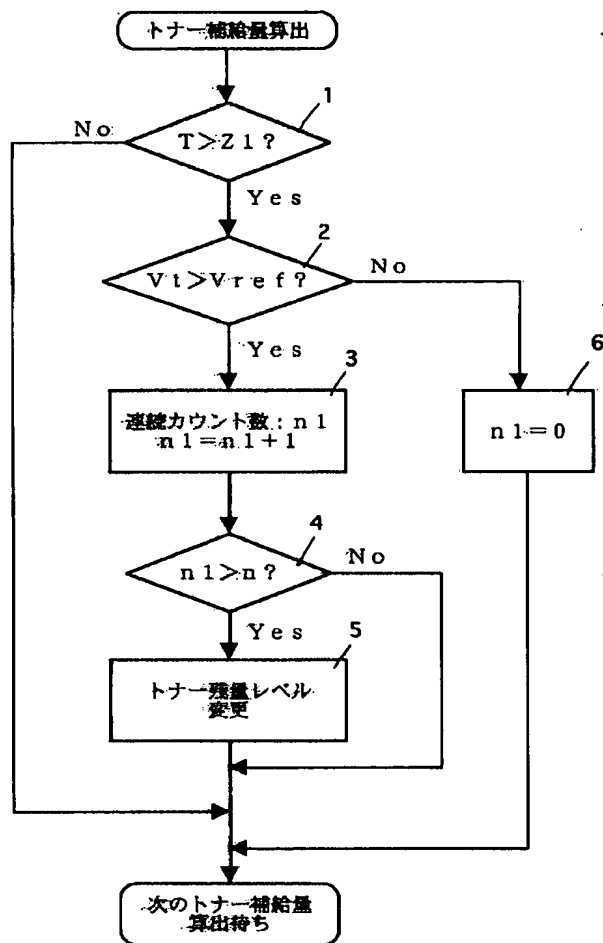 トナー補給量算出
1
No
T>Z1?
Yes
2
Vt>Vref?
No
Yes
3
6
連続カウント数:n1
n1=n1+1
n1=0
4
n1>n?
No
Yes
5
トナー残量レベル
変更
次のトナー補給量
算出待ち